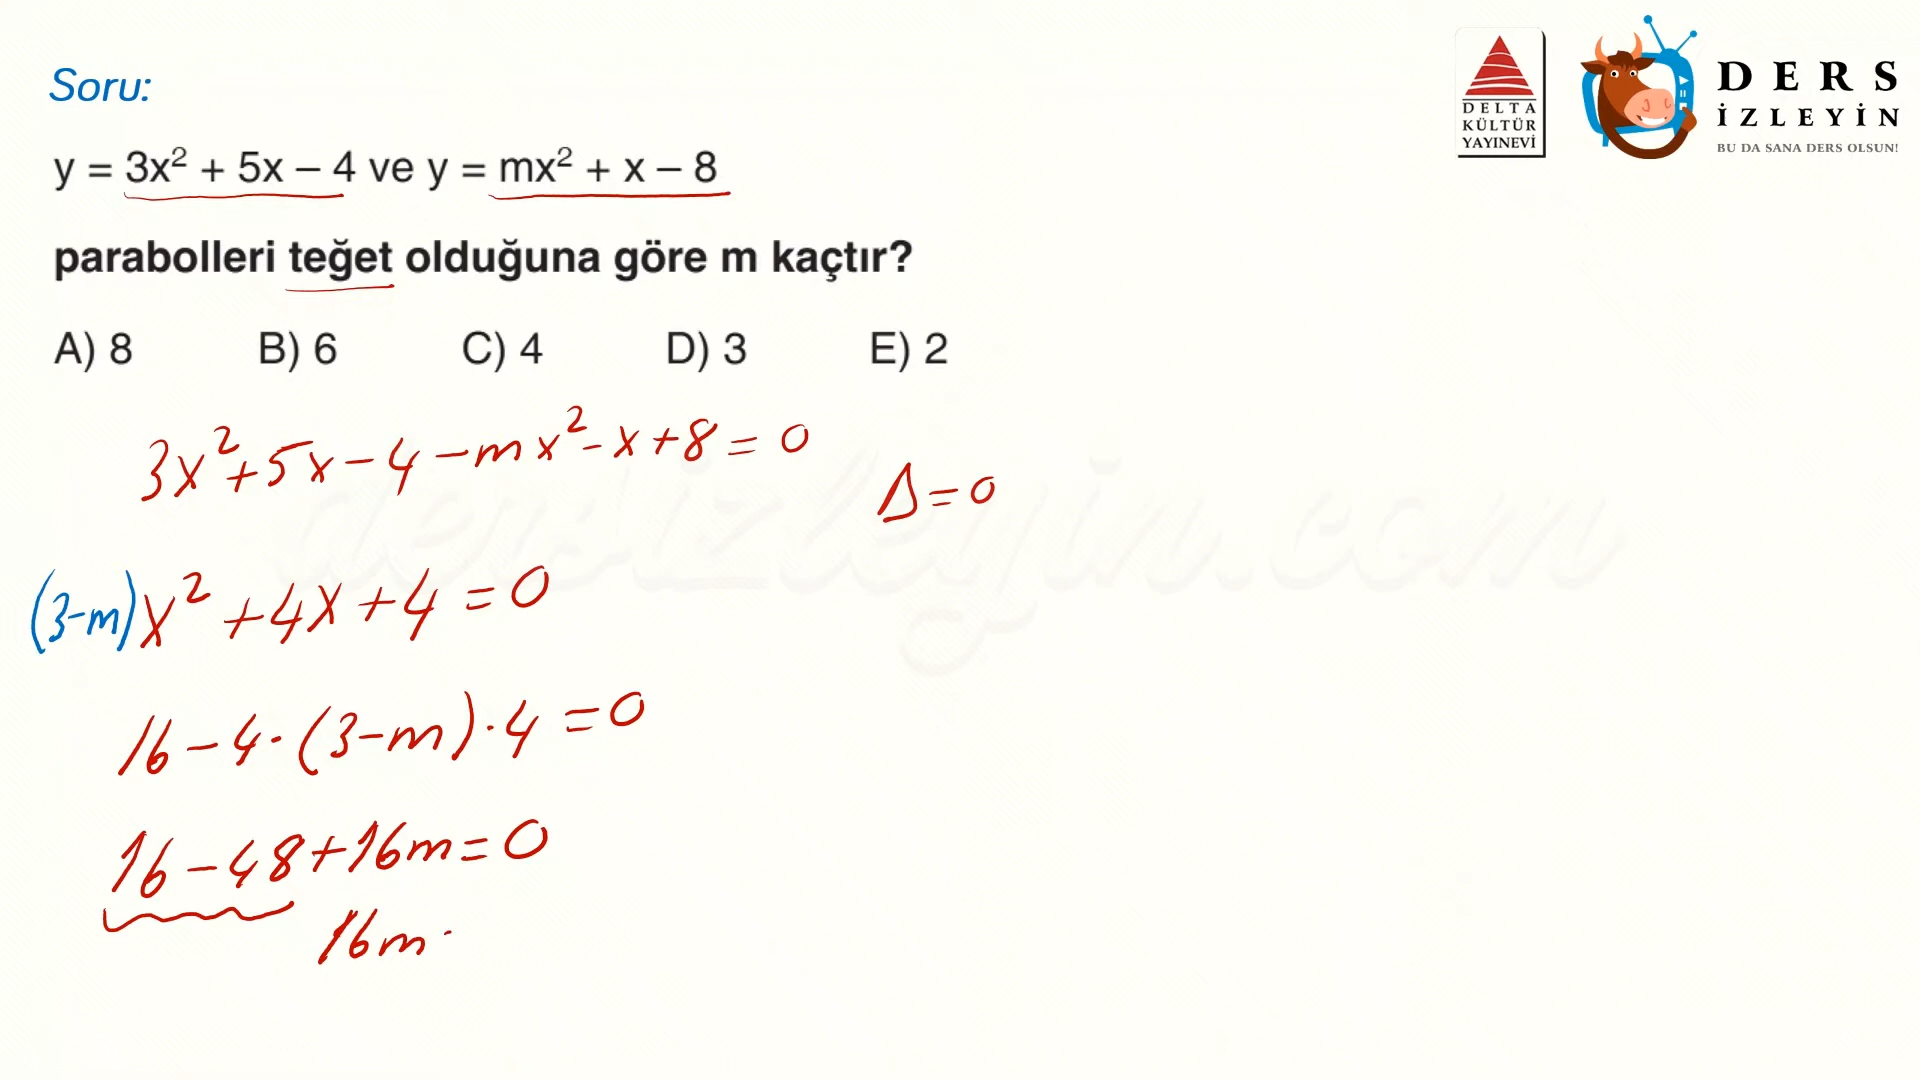 Soru:
y = 3x² + 5x – 4 ve y = mx² + x – 8
parabolleri teğet olduğuna göre m kaçtır?
A) 8 B) 6 C) 4 D) 3 E) 2
3x²+5x-4-mx²-x+8=0
Δ=0
(3-m)x²+4x+4=0
16-4·(3-m)·4=0
16-48+16m=0
16m
DELTA
KÜLTÜR
YAYINEVİ
DERS
İZLEYİN
BU DA SANA DERS OLSUN!
dersizleyin.com